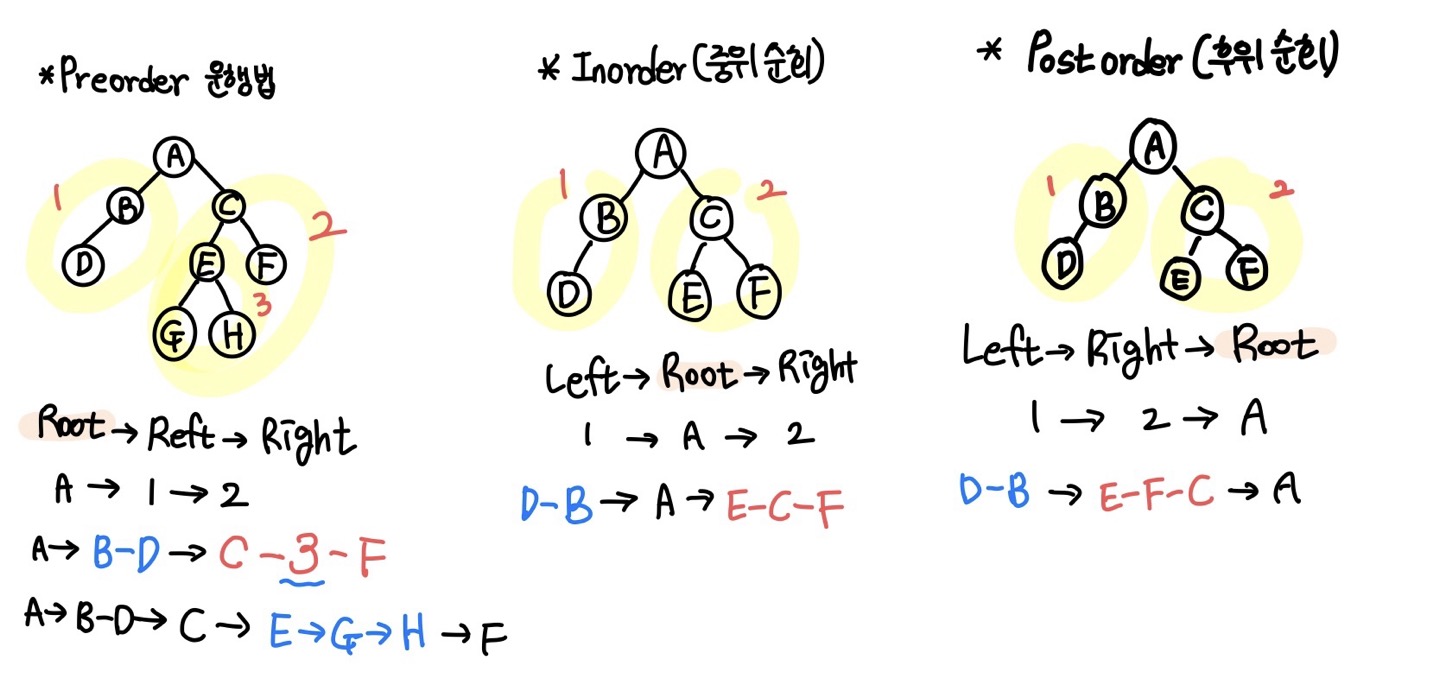 *Preorder 운행법
A
1
B
C
2
D
E
F
3
G
H
Root→Reft→Right
A→1→2
A→B-D→C-3-F
A→B-D→C→E→G→H→F
*Inorder(중위 순회)
A
1
2
B
C
D
E
F
Left→Root→Right
1→A→2
D-B→A→E-C-F
*Postorder(후위 순회)
A
1
2
B
C
D
E
F
Left→Right→Root
1→2→A
D-B→E-F-C→A